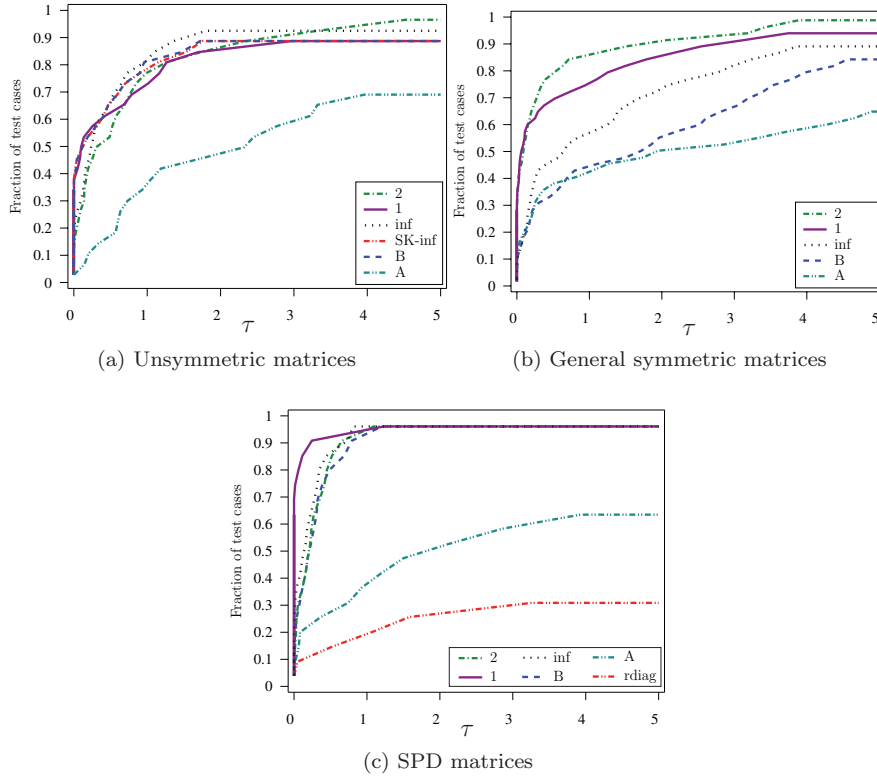 Fraction of test cases
1
0.9
0.8
0.7
0.6
0.5
0.4
0.3
0.2
0.1
0
0 1 2 3 4 5
τ
2
1
inf
SK-inf
B
A
(a) Unsymmetric matrices
Fraction of test cases
1
0.9
0.8
0.7
0.6
0.5
0.4
0.3
0.2
0.1
0
0 1 2 3 4 5
τ
2
1
inf
B
A
(b) General symmetric matrices
Fraction of test cases
1
0.9
0.8
0.7
0.6
0.5
0.4
0.3
0.2
0.1
0
0 1 2 3 4 5
τ
2 inf A
1 B rdiag
(c) SPD matrices